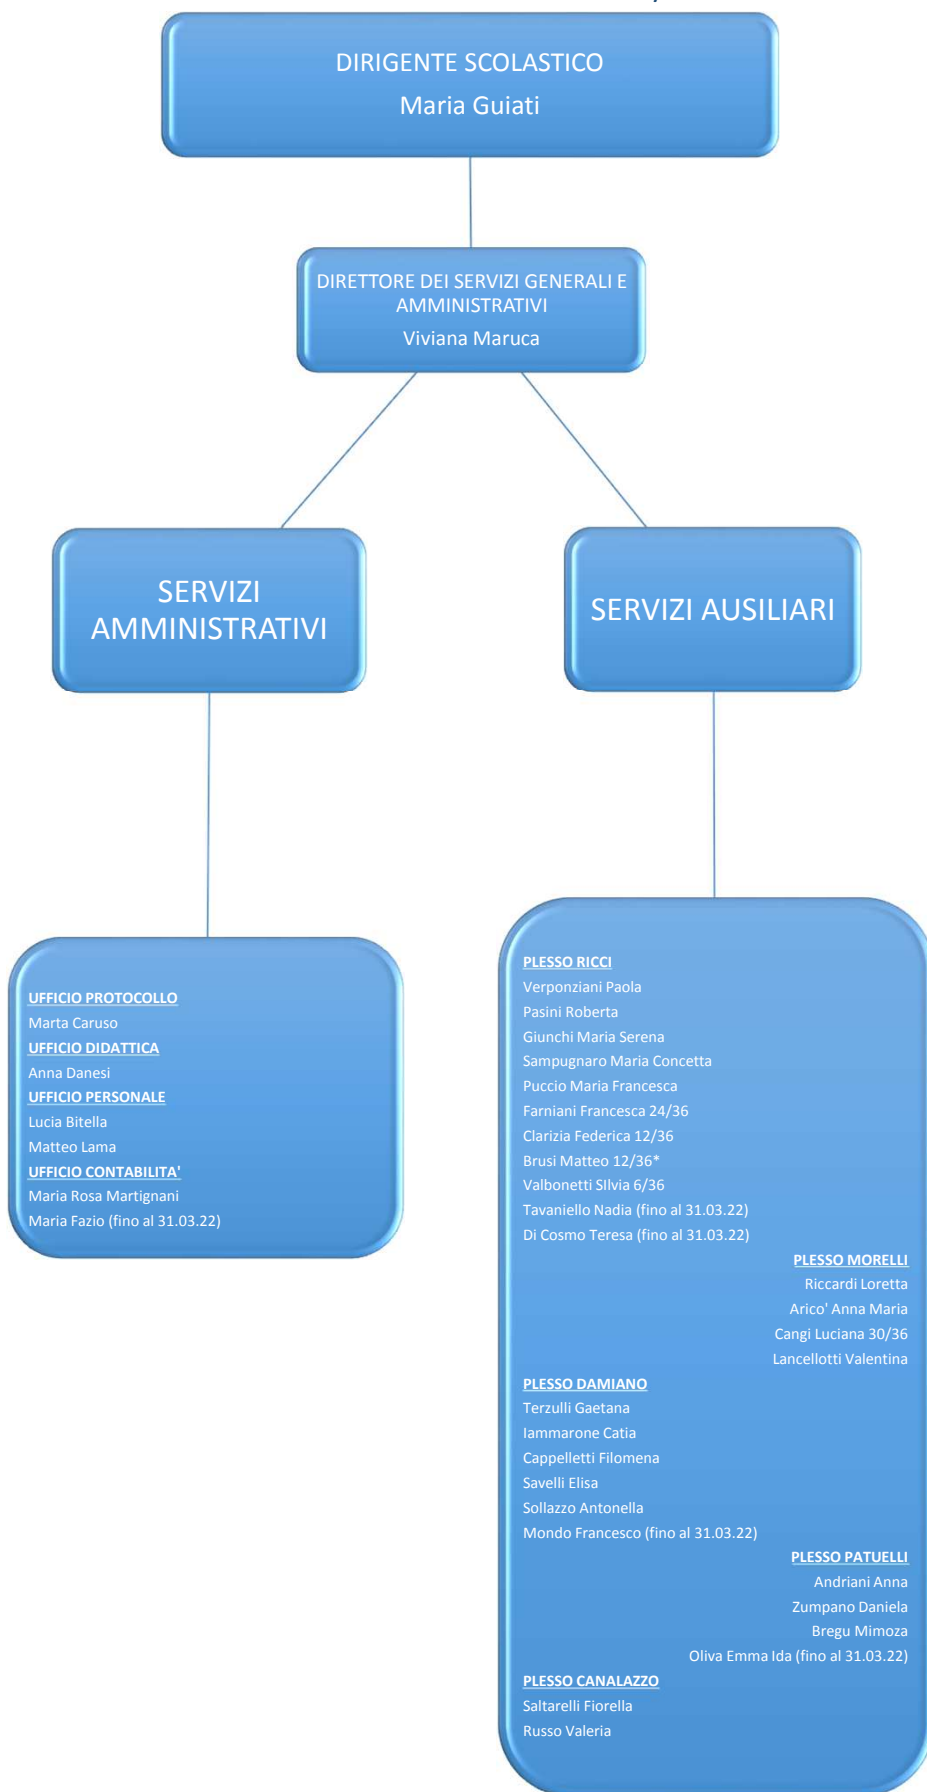 DIRIGENTE SCOLASTICO
Maria Guiati
DIRETTORE DEI SERVIZI GENERALI E
AMMINISTRATIVI
Viviana Maruca
SERVIZI
AMMINISTRATIVI
SERVIZI AUSILIARI
UFFICIO PROTOCOLLO
Marta Caruso
UFFICIO DIDATTICA
Anna Danesi
UFFICIO PERSONALE
Lucia Bitella
Matteo Lama
UFFICIO CONTABILITA'
Maria Rosa Martignani
Maria Fazio (fino al 31.03.22)
PLESSO RICCI
Verponziani Paola
Pasini Roberta
Giunchi Maria Serena
Sampugnaro Maria Concetta
Puccio Maria Francesca
Farniani Francesca 24/36
Clarizia Federica 12/36
Brusi Matteo 12/36*
Valbonetti SIlvia 6/36
Tavaniello Nadia (fino al 31.03.22)
Di Cosmo Teresa (fino al 31.03.22)
PLESSO MORELLI
Riccardi Loretta
Arico' Anna Maria
Cangi Luciana 30/36
Lancellotti Valentina
PLESSO DAMIANO
Terzulli Gaetana
Iammarone Catia
Cappelletti Filomena
Savelli Elisa
Sollazzo Antonella
Mondo Francesco (fino al 31.03.22)
PLESSO PATUELLI
Andriani Anna
Zumpano Daniela
Bregu Mimoza
Oliva Emma Ida (fino al 31.03.22)
PLESSO CANALAZZO
Saltarelli Fiorella
Russo Valeria